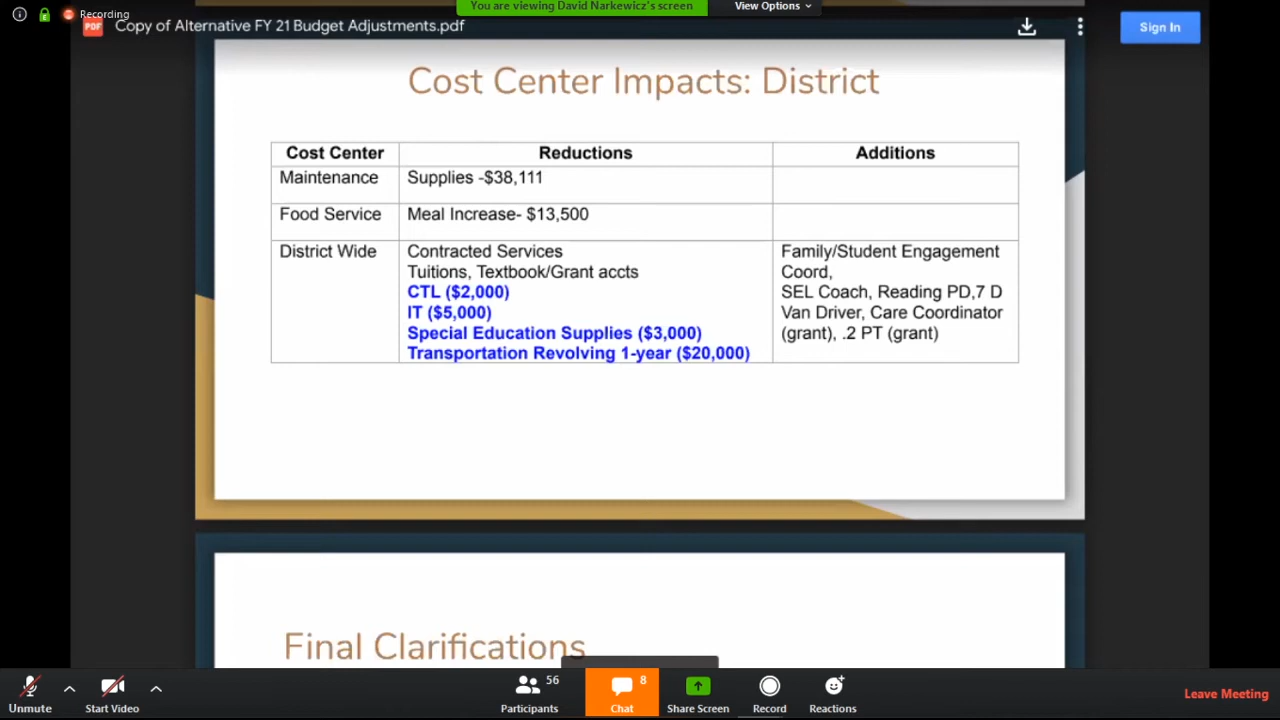 Recording
You are viewing David Narkewicz's screen
View Options
PDF
Copy of Alternative FY 21 Budget Adjustments.pdf
Sign In
Cost Center Impacts: District
Cost Center Reductions Additions
Maintenance Supplies -$38,111
Food Service Meal Increase- $13,500
District Wide Contracted Services Family/Student Engagement
Tuitions, Textbook/Grant accts Coord,
CTL ($2,000) SEL Coach, Reading PD,7 D
IT ($5,000) Van Driver, Care Coordinator
Special Education Supplies ($3,000) (grant), .2 PT (grant)
Transportation Revolving 1-year ($20,000)
Final Clarifications
Unmute
Start Video
Participants 56
Chat 8
Share Screen
Record
Reactions
Leave Meeting